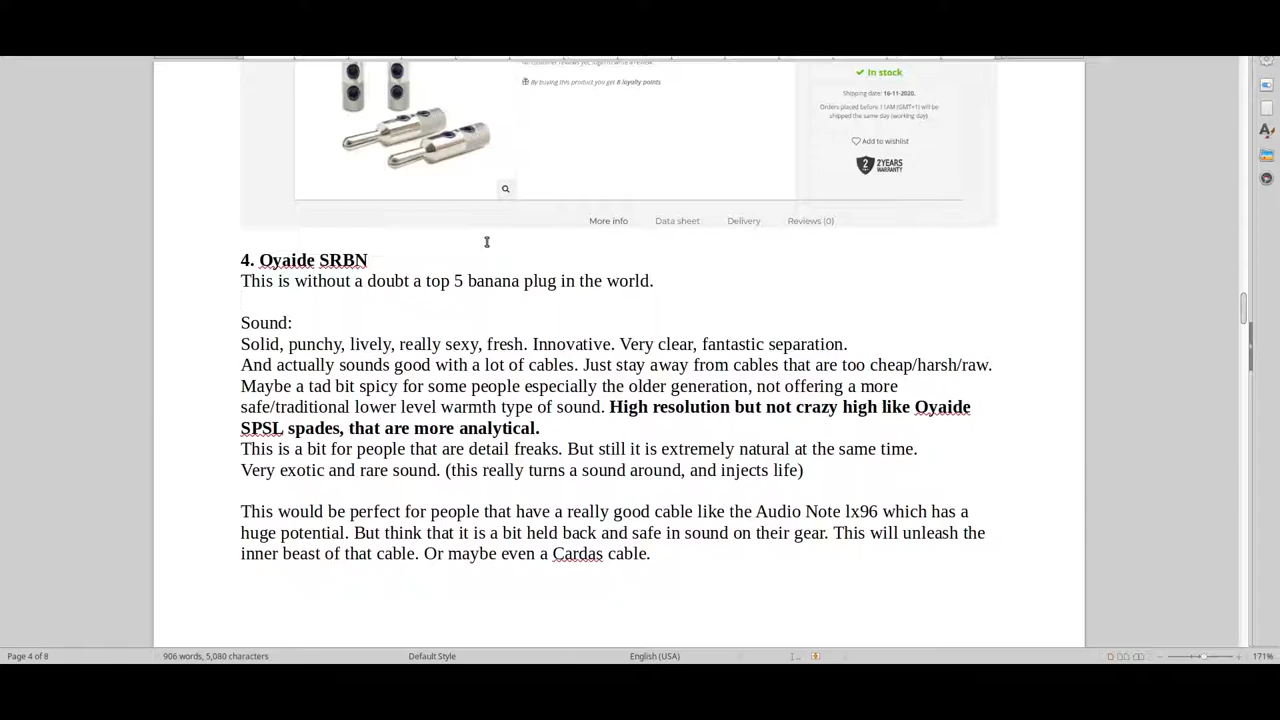 By buying this product you get 8 loyalty points
In stock
Shipping date: 16-11-2020.
Orders placed before 11AM (GMT+1) will be
shipped the same day (working day)
Add to wishlist
2 2YEARS
WARRANTY
More info Data sheet Delivery Reviews (0)
4. Oyaide SRBN
This is without a doubt a top 5 banana plug in the world.
Sound:
Solid, punchy, lively, really sexy, fresh. Innovative. Very clear, fantastic separation.
And actually sounds good with a lot of cables. Just stay away from cables that are too cheap/harsh/raw.
Maybe a tad bit spicy for some people especially the older generation, not offering a more
safe/traditional lower level warmth type of sound. High resolution but not crazy high like Oyaide
SPSL spades, that are more analytical.
This is a bit for people that are detail freaks. But still it is extremely natural at the same time.
Very exotic and rare sound. (this really turns a sound around, and injects life)
This would be perfect for people that have a really good cable like the Audio Note lx96 which has a
huge potential. But think that it is a bit held back and safe in sound on their gear. This will unleash the
inner beast of that cable. Or maybe even a Cardas cable.
Page 4 of 8 906 words, 5,080 characters Default Style English (USA) 171%